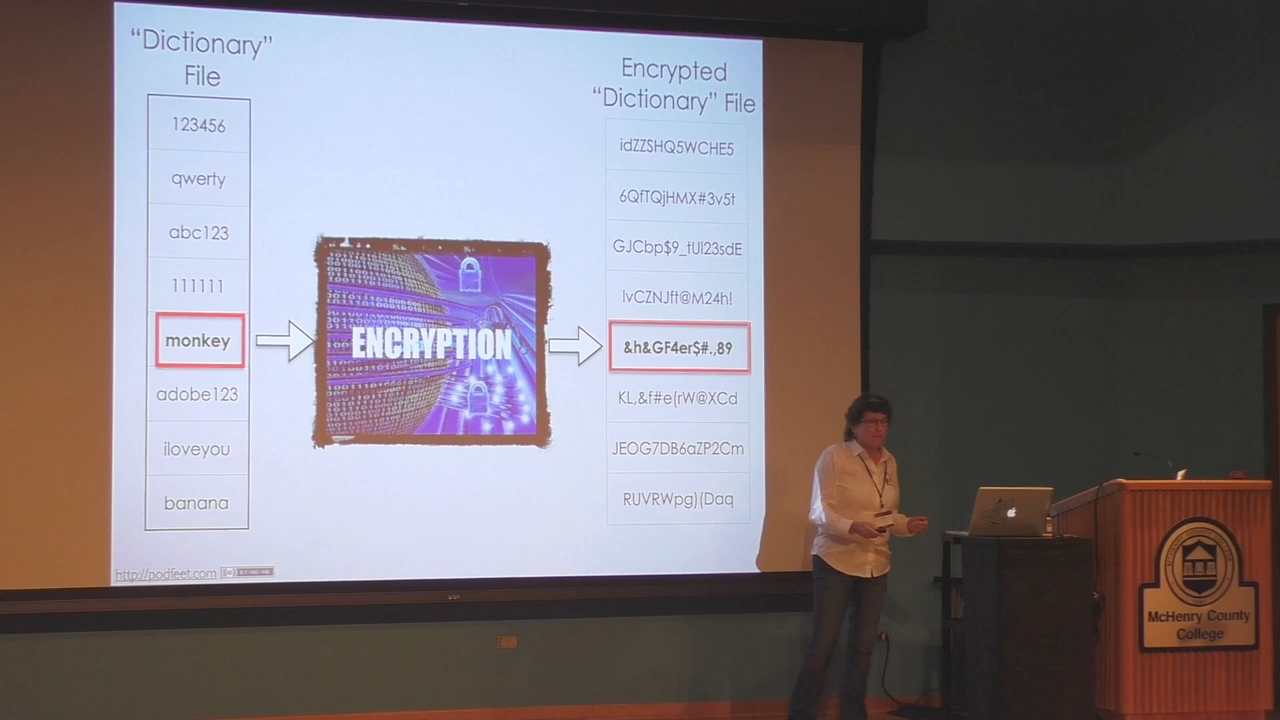 “Dictionary”
File
123456
qwerty
abc123
111111
monkey
adobe123
iloveyou
banana
ENCRYPTION
Encrypted
“Dictionary” File
idZZSHQ5WCHE5
6QfTQjHMX#3v5t
GJCbp$9_tUl23sdE
IvCZNJft@M24h!
&h&GF4er$#.,89
KL,&f#e(rW@XCd
JEOG7DB6aZP2Cm
RUVRWpg)(Daq
http://podfeet.com
McHenry County
College